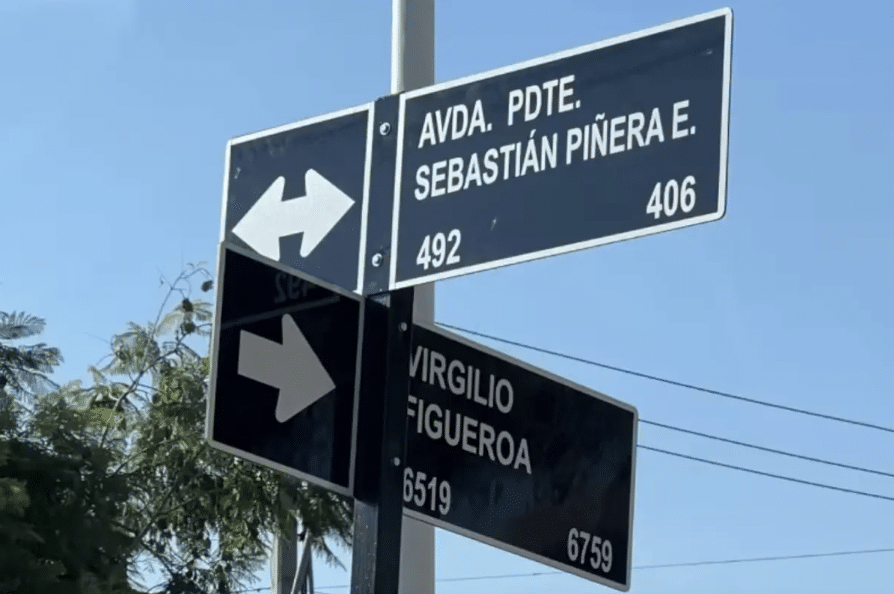 AVDA. PDTE.
SEBASTIÁN PIÑERA E.
492
406
VIRGILIO
FIGUEROA
6519
6759